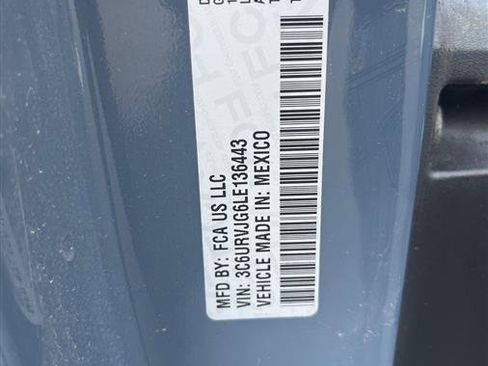 MFD BY: FCA US LLC
VIN: 3C6URVJG6LE136443
VEHICLE MADE IN: MEXICO